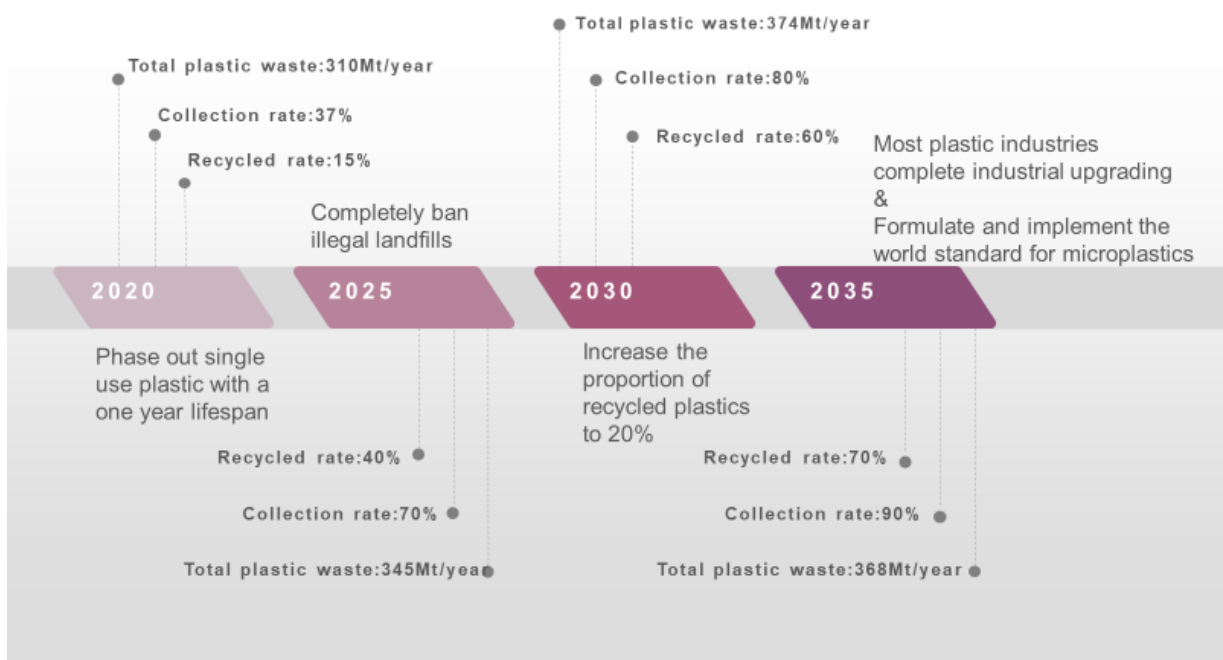 Total plastic waste:374Mt/year
Total plastic waste:310Mt/year
Collection rate:80%
Collection rate:37%
Recycled rate:60%
Recycled rate:15%
Most plastic industries
complete industrial upgrading
&
Formulate and implement the
world standard for microplastics
Completely ban
illegal landfills
2020
2025
2030
2035
Phase out single
use plastic with a
one year lifespan
Increase the
proportion of
recycled plastics
to 20%
Recycled rate:40%
Recycled rate:70%
Collection rate:70%
Collection rate:90%
Total plastic waste:345Mt/year
Total plastic waste:368Mt/year